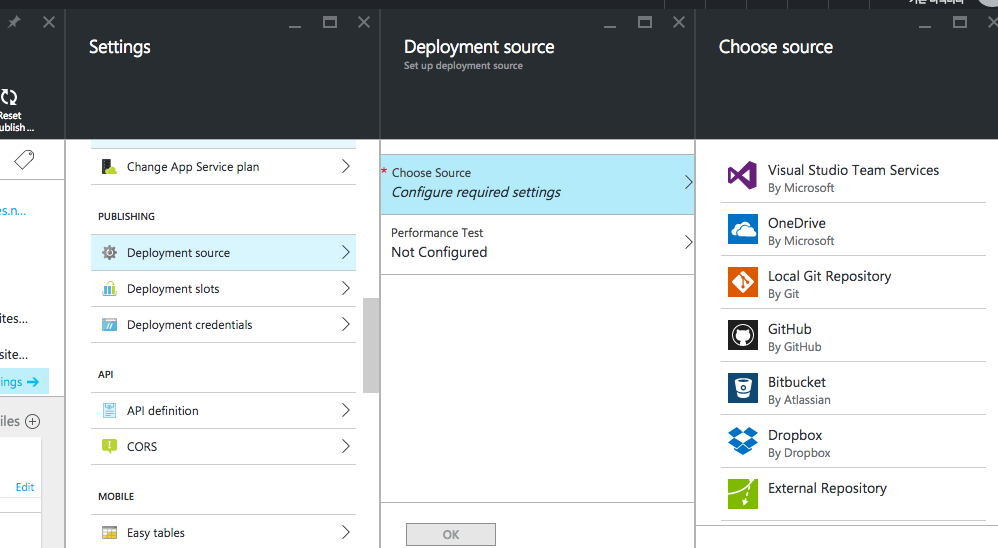 Reset
ublish ...
es.n...
ites...
site...
ings
iles
Edit
Settings
Change App Service plan
PUBLISHING
Deployment source
Deployment slots
Deployment credentials
API
API definition
CORS
MOBILE
Easy tables
Deployment source
Set up deployment source
* Choose Source
Configure required settings
Performance Test
Not Configured
OK
Choose source
Visual Studio Team Services
By Microsoft
OneDrive
By Microsoft
Local Git Repository
By Git
GitHub
By GitHub
Bitbucket
By Atlassian
Dropbox
By Dropbox
External Repository